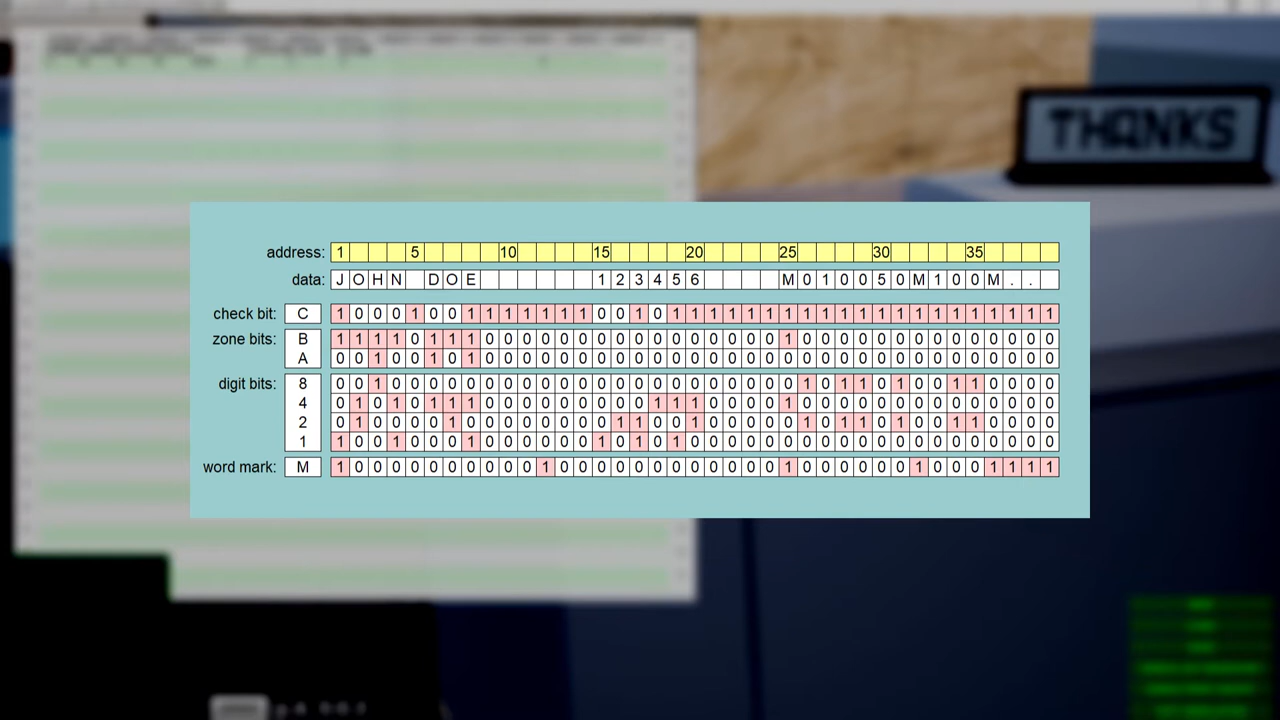 THANKS
address: 1 5 10 15 20 25 30 35
data: J O H N D O E 1 2 3 4 5 6 M 0 1 0 0 5 0 M 1 0 0 M . .
check bit: C 1 0 0 0 1 0 0 1 1 1 1 1 1 1 0 0 1 0 1 1 1 1 1 1 1 1 1 1 1 1 1 1 1 1 1 1 1 1 1
zone bits: B 1 1 1 1 0 1 1 1 0 0 0 0 0 0 0 0 0 0 0 0 0 0 0 0 1 0 0 0 0 0 0 0 0 0 0 0 0 0 0
A 0 0 1 0 0 1 0 1 0 0 0 0 0 0 0 0 0 0 0 0 0 0 0 0 0 0 0 0 0 0 0 0 0 0 0 0 0 0 0
digit bits: 8 0 0 1 0 0 0 0 0 0 0 0 0 0 0 0 0 0 0 0 0 0 0 0 0 0 1 0 1 1 0 1 0 0 1 1 0 0 0 0
4 0 1 0 1 0 1 1 1 0 0 0 0 0 0 0 0 0 1 1 1 0 0 0 0 1 0 0 0 0 0 0 0 0 0 0 0 0 0 0
2 0 1 0 0 0 0 1 0 0 0 0 0 0 0 0 1 1 0 0 1 0 0 0 0 0 1 0 1 1 0 1 0 0 1 1 0 0 0 0
1 1 0 0 1 0 0 0 1 0 0 0 0 0 0 1 0 1 0 1 0 0 0 0 0 0 0 0 0 0 0 0 0 0 0 0 0 0 0 0
word mark: M 1 0 0 0 0 0 0 0 0 0 0 1 0 0 0 0 0 0 0 0 0 0 0 0 1 0 0 0 0 0 0 1 0 0 0 1 1 1 1